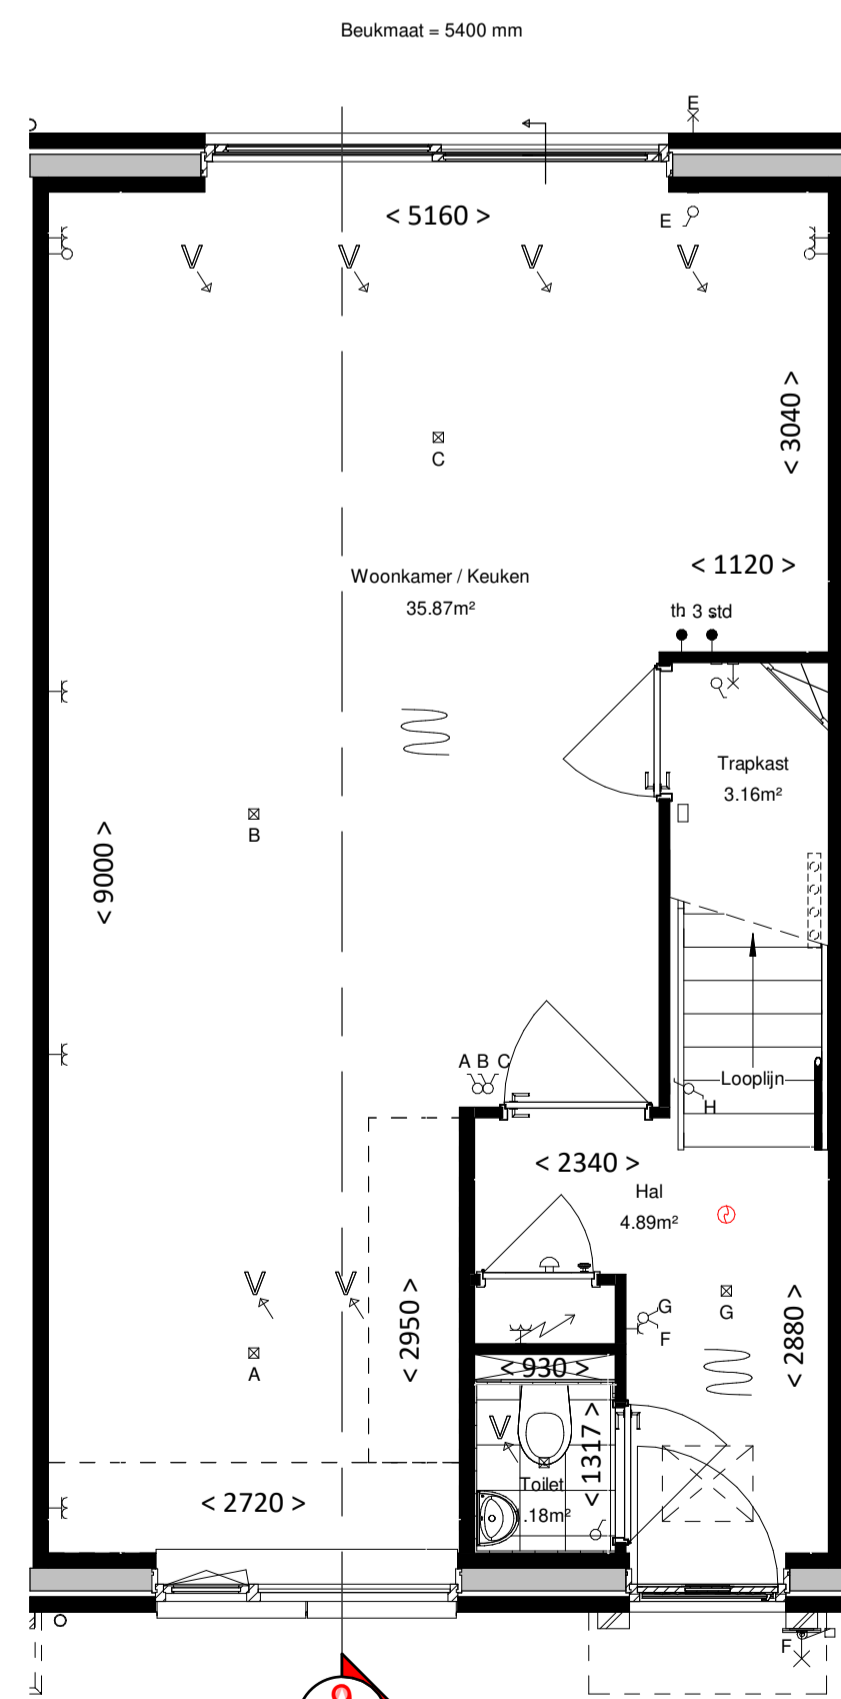 Beukmaat = 5400 mm
E
< 5160 >
E
V V V V
< 3040 >
C
< 1120 >
Woonkamer / Keuken
35.87m²
th 3 std
Trapkast
3.16m²
B
< 9000 >
A B C
Looplijn
H
< 2340 >
Hal
4.89m²
V V
G
G
F
< 2950 >
< 2880 >
A
< 930 >
V
< 1317 >
Toilet
.18m²
< 2720 >
F